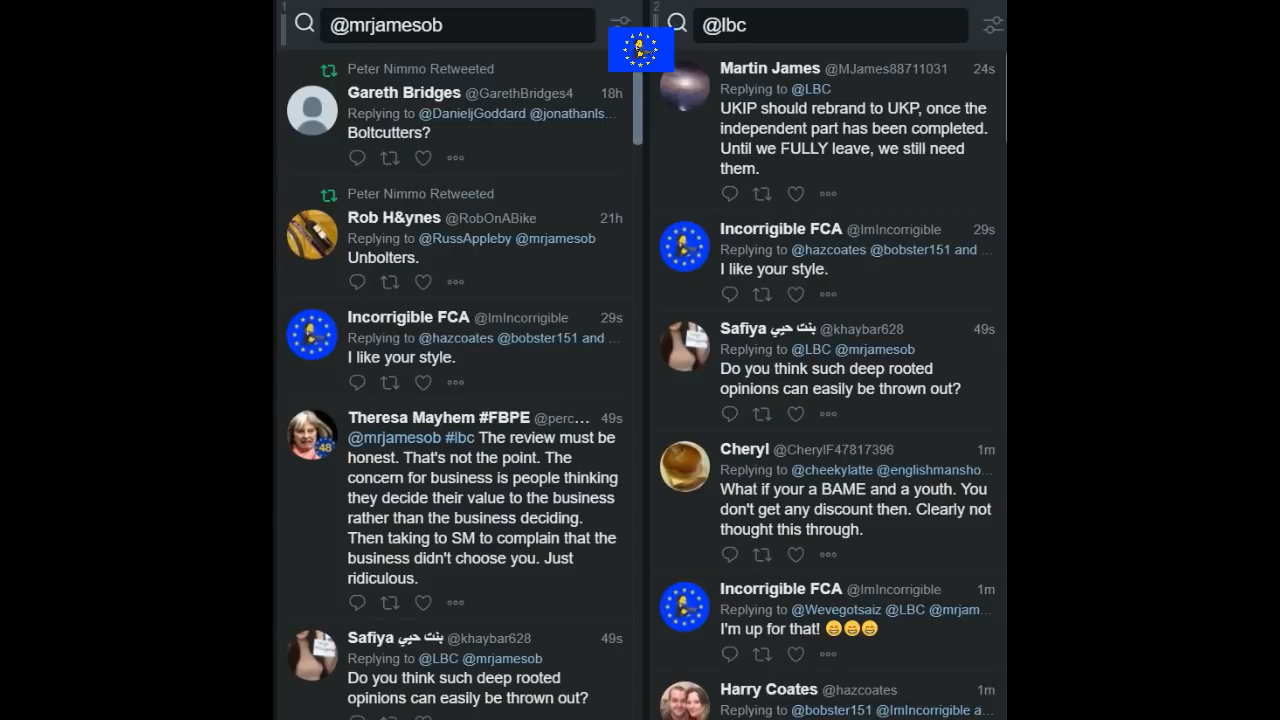 1
@mrjamesob
Peter Nimmo Retweeted
Gareth Bridges @GarethBridges4 18h
Replying to @DanieljGoddard @jonathanls...
Boltcutters?
Peter Nimmo Retweeted
Rob H&ynes @RobOnABike 21h
Replying to @RussAppleby @mrjamesob
Unbolters.
Incorrigible FCA @ImIncorrigible 29s
Replying to @hazcoates @bobster151 and ...
I like your style.
Theresa Mayhem #FBPE @perc... 49s
@mrjamesob #lbc The review must be
honest. That's not the point. The
concern for business is people thinking
they decide their value to the business
rather than the business deciding.
Then taking to SM to complain that the
business didn't choose you. Just
ridiculous.
48
Safiya بنت حيي @khaybar628 49s
Replying to @LBC @mrjamesob
Do you think such deep rooted
opinions can easily be thrown out?
2
@lbc
Martin James @MJames88711031 24s
Replying to @LBC
UKIP should rebrand to UKP, once the
independent part has been completed.
Until we FULLY leave, we still need
them.
Incorrigible FCA @ImIncorrigible 29s
Replying to @hazcoates @bobster151 and ...
I like your style.
Safiya بنت حيي @khaybar628 49s
Replying to @LBC @mrjamesob
Do you think such deep rooted
opinions can easily be thrown out?
Cheryl @CherylF47817396 1m
Replying to @cheekylatte @englishmansho...
What if your a BAME and a youth. You
don't get any discount then. Clearly not
thought this through.
Incorrigible FCA @ImIncorrigible 1m
Replying to @Wevegotsaiz @LBC @mrjam...
I'm up for that! 😄😄😄
Harry Coates @hazcoates 1m
Replying to @bobster151 @ImIncorrigible a...